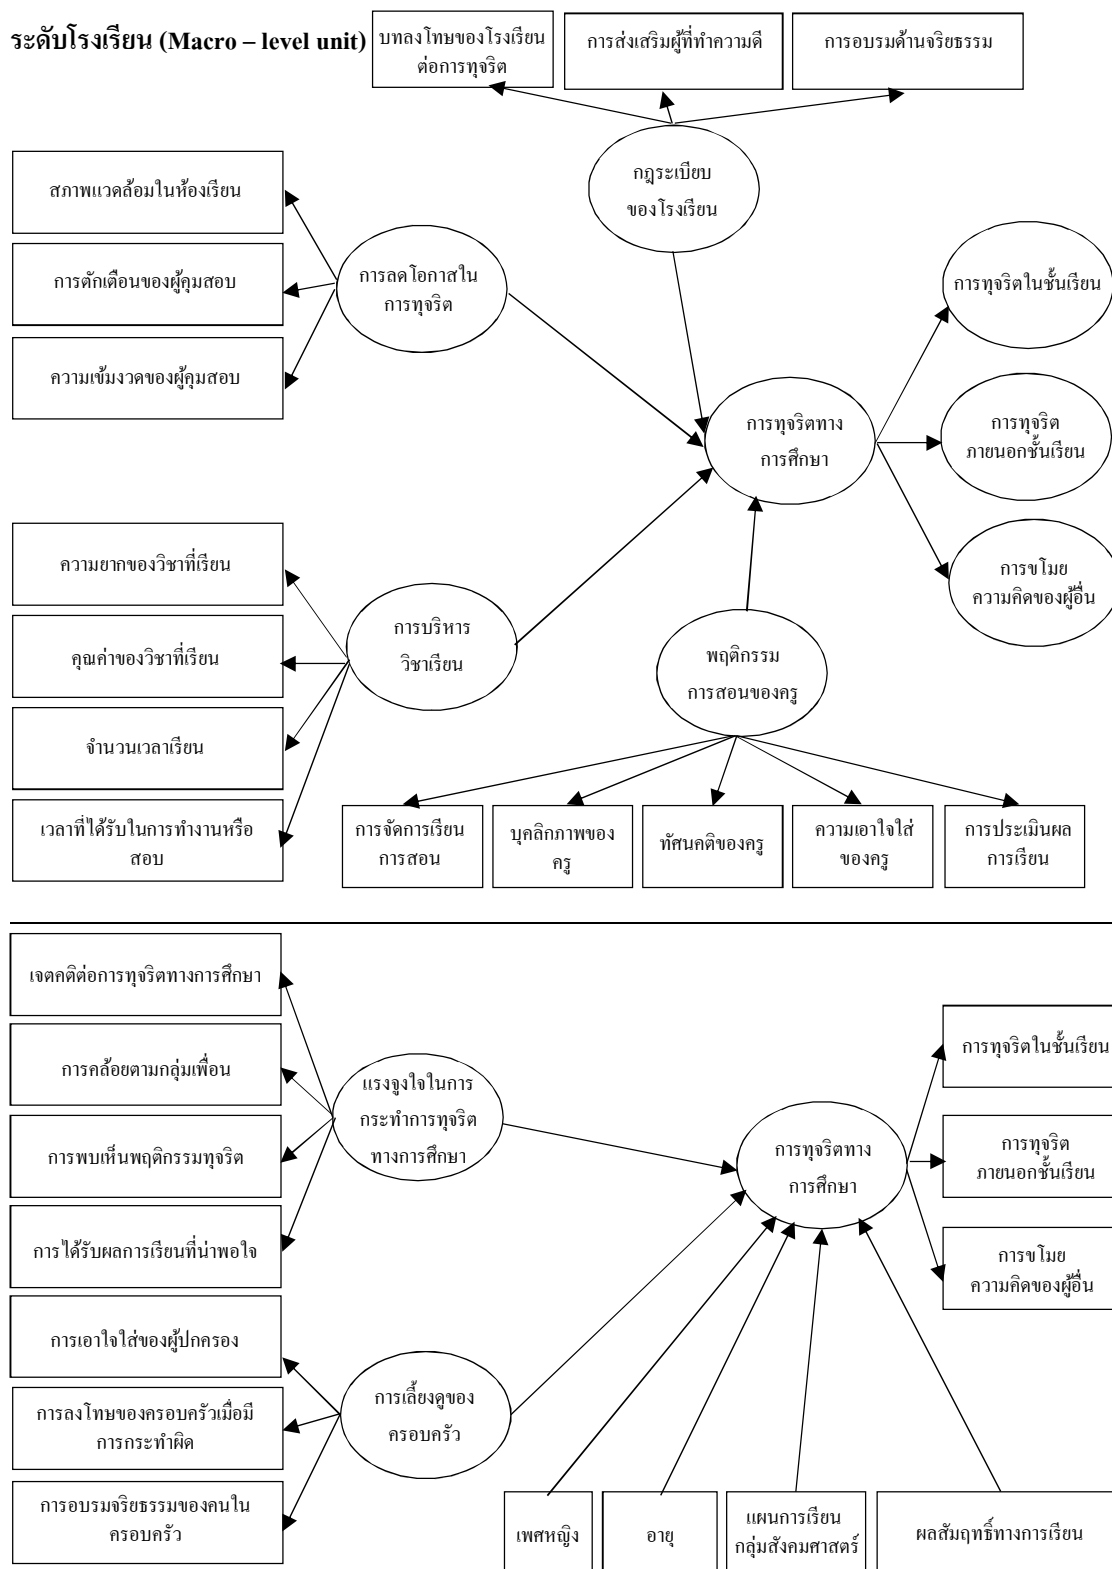 ระดับโรงเรียน (Macro – level unit)
บทลงโทษของโรงเรียน
ต่อการทุจริต
การส่งเสริมผู้ที่ทำความดี
การอบรมด้านจริยธรรม
กฎระเบียบ
ของโรงเรียน
สภาพแวดล้อมในห้องเรียน
การตักเตือนของผู้คุมสอบ
ความเข้มงวดของผู้คุมสอบ
การลดโอกาสใน
การทุจริต
การทุจริตในชั้นเรียน
การทุจริต
ภายนอกชั้นเรียน
การขโมย
ความคิดของผู้อื่น
การทุจริตทาง
การศึกษา
ความยากของวิชาที่เรียน
คุณค่าของวิชาที่เรียน
จำนวนเวลาเรียน
เวลาที่ได้รับในการทำงานหรือ
สอบ
การบริหาร
วิชาเรียน
พฤติกรรม
การสอนของครู
การจัดการเรียน
การสอน
บุคลิกภาพของ
ครู
ทัศนคติของครู
ความเอาใจใส่
ของครู
การประเมินผล
การเรียน
เจตคติต่อการทุจริตทางการศึกษา
การคล้อยตามกลุ่มเพื่อน
การพบเห็นพฤติกรรมทุจริต
การได้รับผลการเรียนที่น่าพอใจ
แรงจูงใจในการ
กระทำการทุจริต
ทางการศึกษา
การทุจริตทาง
การศึกษา
การทุจริตในชั้นเรียน
การทุจริต
ภายนอกชั้นเรียน
การขโมย
ความคิดของผู้อื่น
การเอาใจใส่ของผู้ปกครอง
การลงโทษของครอบครัวเมื่อมี
การกระทำผิด
การอบรมจริยธรรมของคนใน
ครอบครัว
การเลี้ยงดูของ
ครอบครัว
เพศหญิง
อายุ
แผนการเรียน
กลุ่มสังคมศาสตร์
ผลสัมฤทธิ์ทางการเรียน